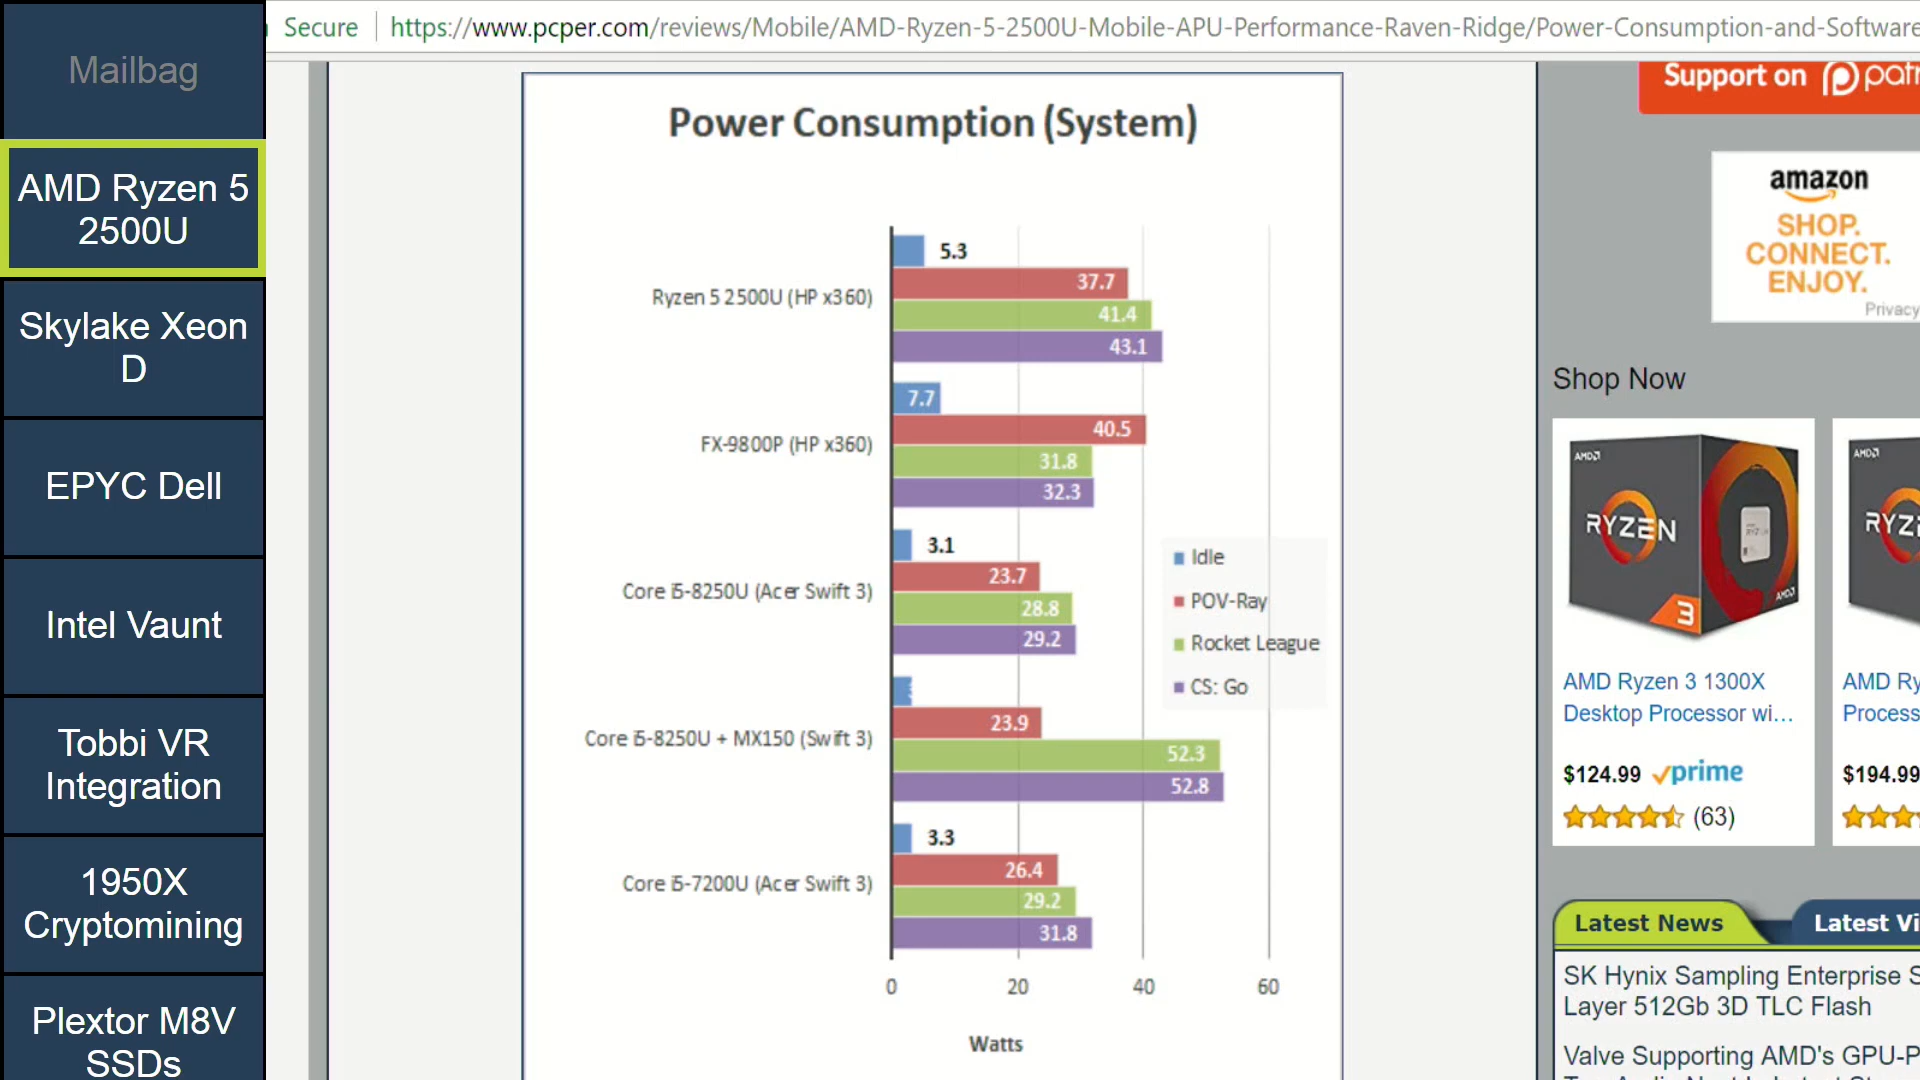 Mailbag
AMD Ryzen 5
2500U
Skylake Xeon
D
EPYC Dell
Intel Vaunt
Tobbi VR
Integration
1950X
Cryptomining
Plextor M8V
SSDs
Secure
https://www.pcper.com/reviews/Mobile/AMD-Ryzen-5-2500U-Mobile-APU-Performance-Raven-Ridge/Power-Consumption-and-Software
Power Consumption (System)
Ryzen 5 2500U (HP x360)
5.3
37.7
41.4
43.1
FX-9800P (HP x360)
7.7
40.5
31.8
32.3
Core i5-8250U (Acer Swift 3)
3.1
23.7
28.8
29.2
Core i5-8250U + MX150 (Swift 3)
23.9
52.3
52.8
Core i5-7200U (Acer Swift 3)
3.3
26.4
29.2
31.8
Idle
POV-Ray
Rocket League
CS: Go
0 20 40 60
Watts
Support on patr
amazon
SHOP.
CONNECT.
ENJOY.
Privacy
Shop Now
AMD
RYZEN
AMD
3
AMD Ryzen 3 1300X
Desktop Processor wi...
$124.99 prime
(63)
AMD
RYZE
AMD Ry
Process
$194.99
Latest News
Latest Vi
SK Hynix Sampling Enterprise S
Layer 512Gb 3D TLC Flash
Valve Supporting AMD's GPU-P